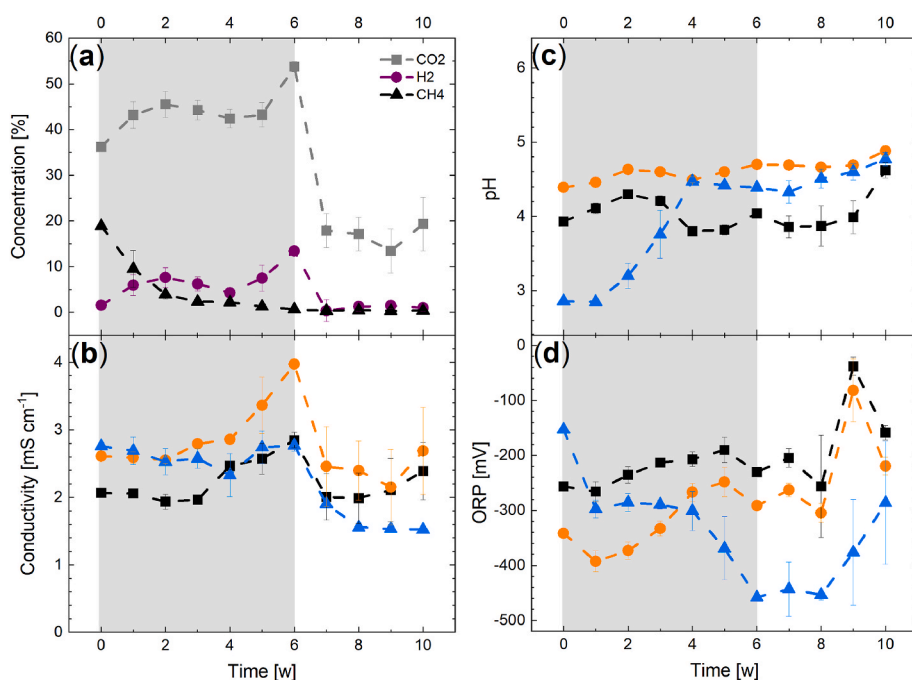 0 2 4 6 8 10
0 2 4 6 8 10
(a)
CO2
H2
CH4
60
50
40
30
20
10
0
Concentration [%]
(c)
6
5
4
3
pH
(b)
4
3
2
1
0
Conductivity [mS cm⁻¹]
(d)
0
-100
-200
-300
-400
-500
ORP [mV]
0 2 4 6 8 10
0 2 4 6 8 10
Time [w]
Time [w]